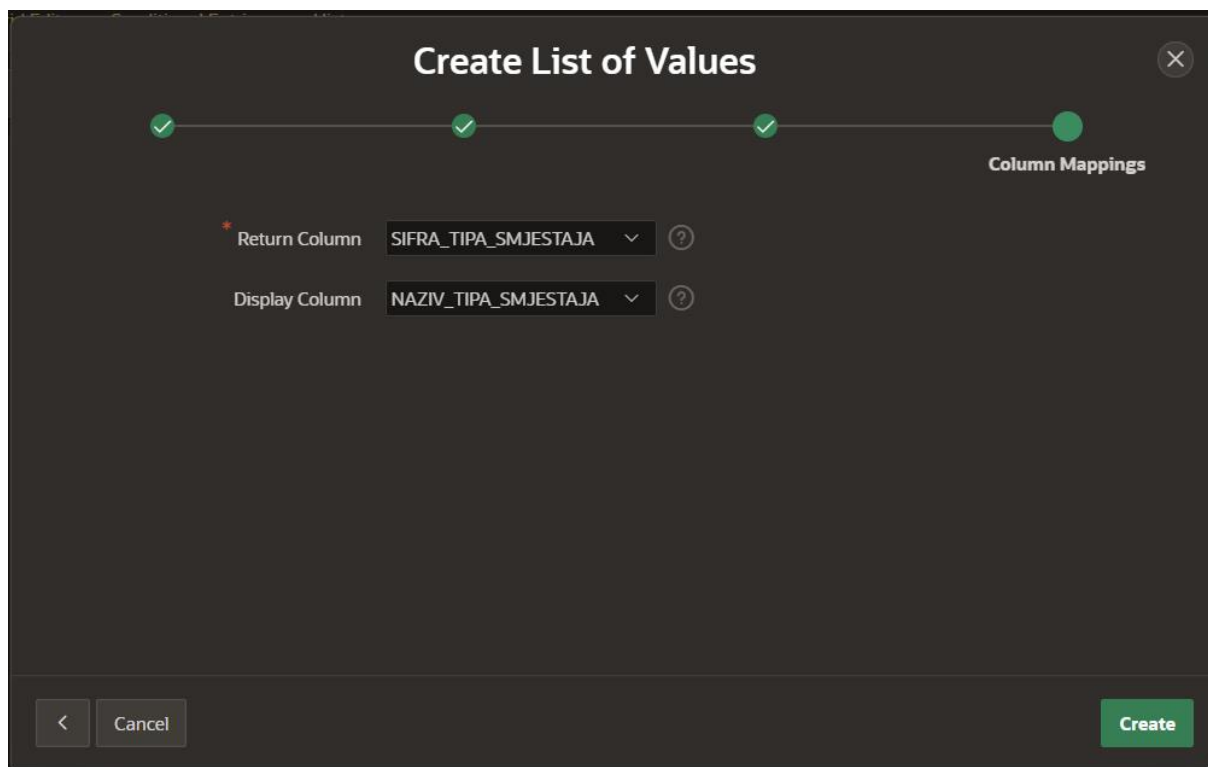 Create List of Values
Column Mappings
* Return Column SIFRA_TIPA_SMJESTAJA ?
Display Column NAZIV_TIPA_SMJESTAJA ?
< Cancel Create